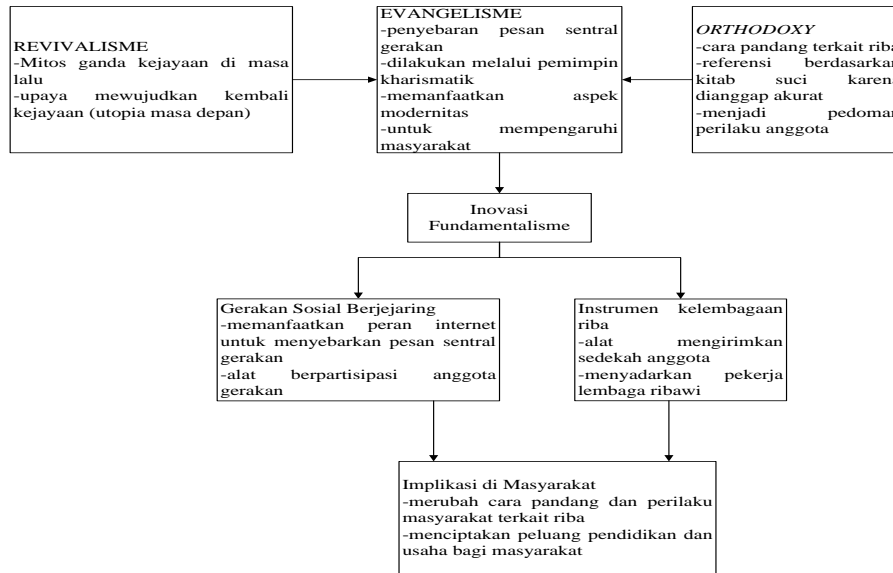 REVIVALISME
-Mitos ganda kejayaan di masa
lalu
-upaya mewujudkan kembali
kejayaan (utopia masa depan)
EVANGELISME
-penyebaran pesan sentral
gerakan
-dilakukan melalui pemimpin
kharismatik
-memanfaatkan aspek
modernitas
-untuk mempengaruhi
masyarakat
ORTHODOXY
-cara pandang terkait riba
-referensi berdasarkan
kitab suci karena
dianggap akurat
-menjadi pedoman
perilaku anggota
Inovasi
Fundamentalisme
Gerakan Sosial Berjejaring
-memanfaatkan peran internet
untuk menyebarkan pesan sentral
gerakan
-alat berpartisipasi anggota
gerakan
Instrumen kelembagaan
riba
-alat mengirimkan
sedekah anggota
-menyadarkan pekerja
lembaga ribawi
Implikasi di Masyarakat
-merubah cara pandang dan perilaku
masyarakat terkait riba
-menciptakan peluang pendidikan dan
usaha bagi masyarakat